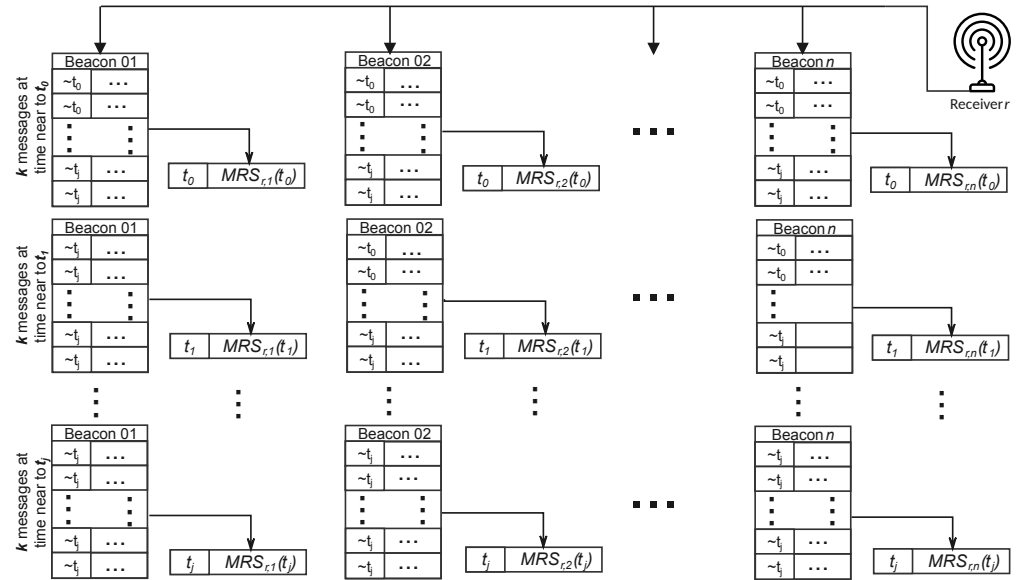 Receiver r
k messages at
time near to t0
Beacon 01
~t0 ...
~t0 ...
~tj ...
~tj ...
t0 MRSr,1(t0)
Beacon 02
~t0 ...
~t0 ...
~tj ...
~tj ...
t0 MRSr,2(t0)
Beacon n
~t0 ...
~t0 ...
~tj ...
~tj ...
t0 MRSr,n(t0)
k messages at
time near to t1
Beacon 01
~tj ...
~tj ...
~tj ...
~tj ...
t1 MRSr,1(t1)
Beacon 02
~t0 ...
~t0 ...
~tj ...
~tj ...
t1 MRSr,2(t1)
Beacon n
~t0 ...
~t0 ...
~tj
~tj
t1 MRSr,n(t1)
k messages at
time near to tj
Beacon 01
~tj ...
~tj ...
~tj ...
~tj ...
tj MRSr,1(tj)
Beacon 02
~tj ...
~tj ...
~tj ...
~tj ...
tj MRSr,2(tj)
Beacon n
~tj ...
~tj ...
~tj ...
~tj ...
tj MRSr,n(tj)